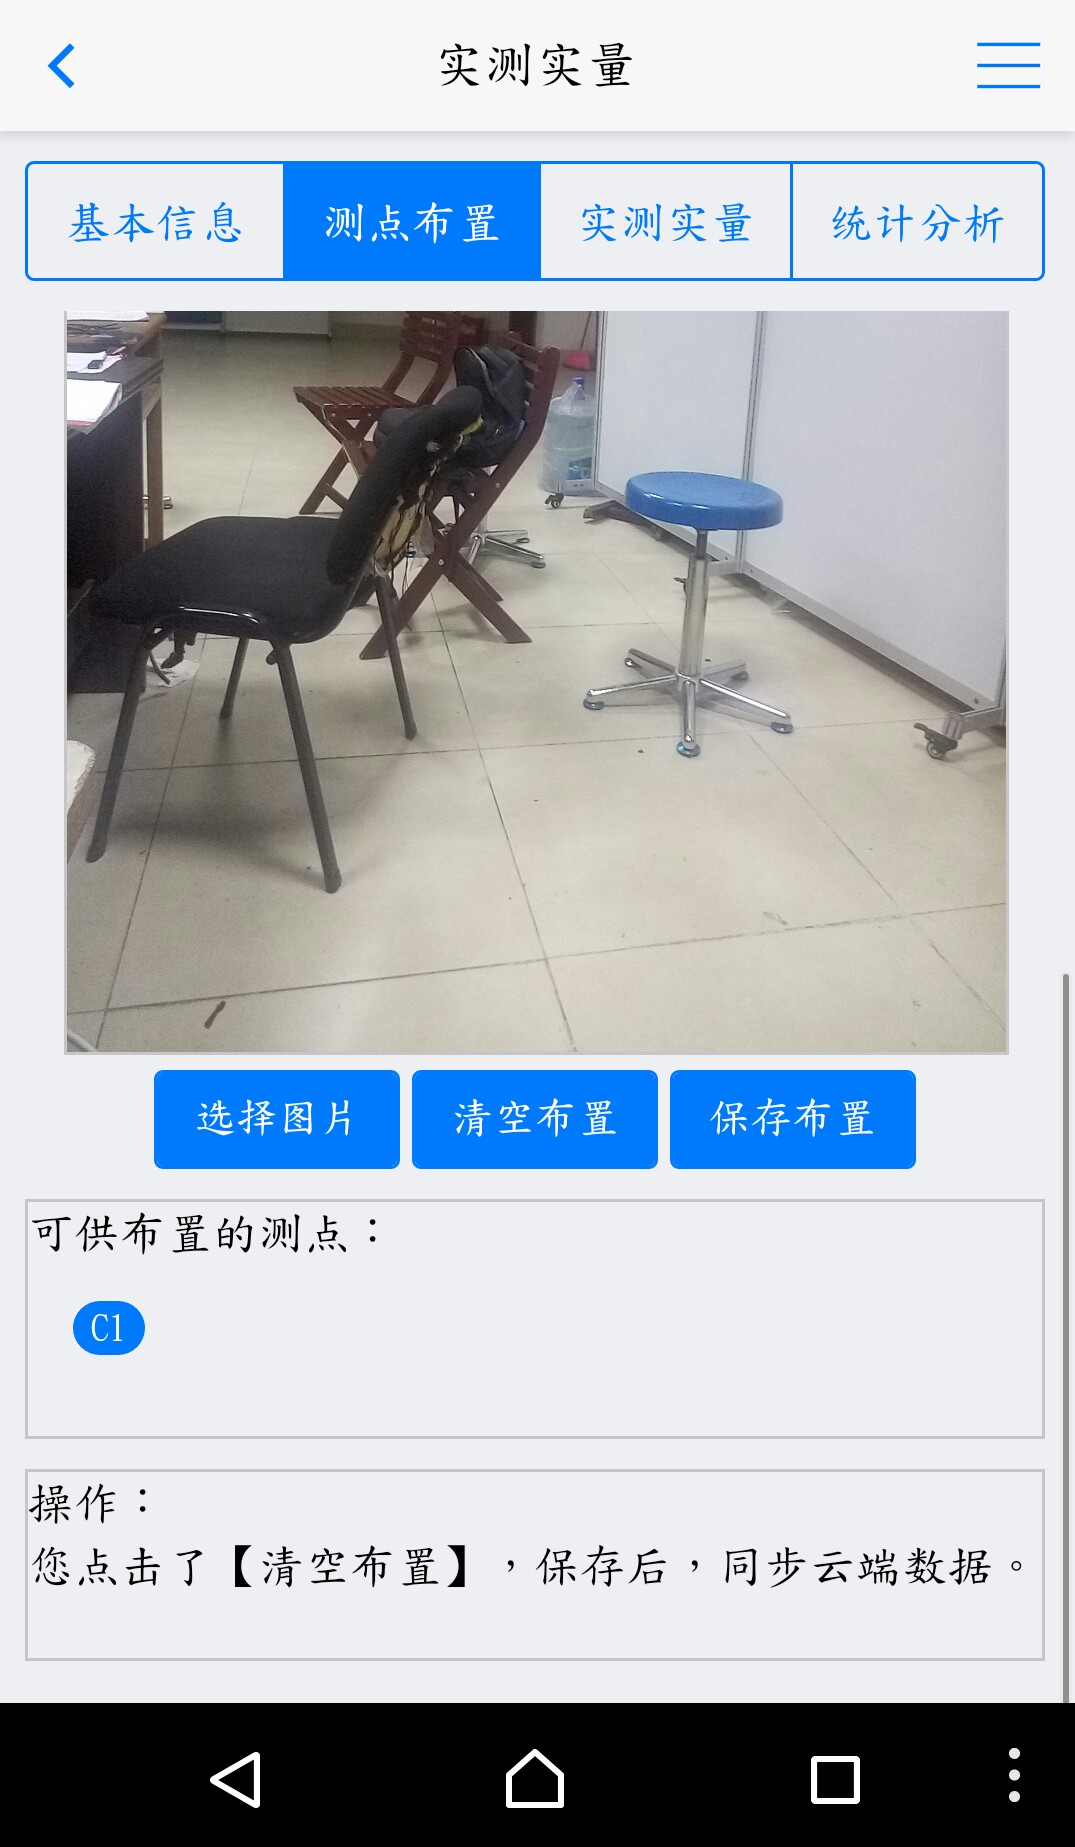 实测实量
基本信息 测点布置 实测实量 统计分析
选择图片 清空布置 保存布置
可供布置的测点：
C1
操作：
您点击了【清空布置】，保存后，同步云端数据。